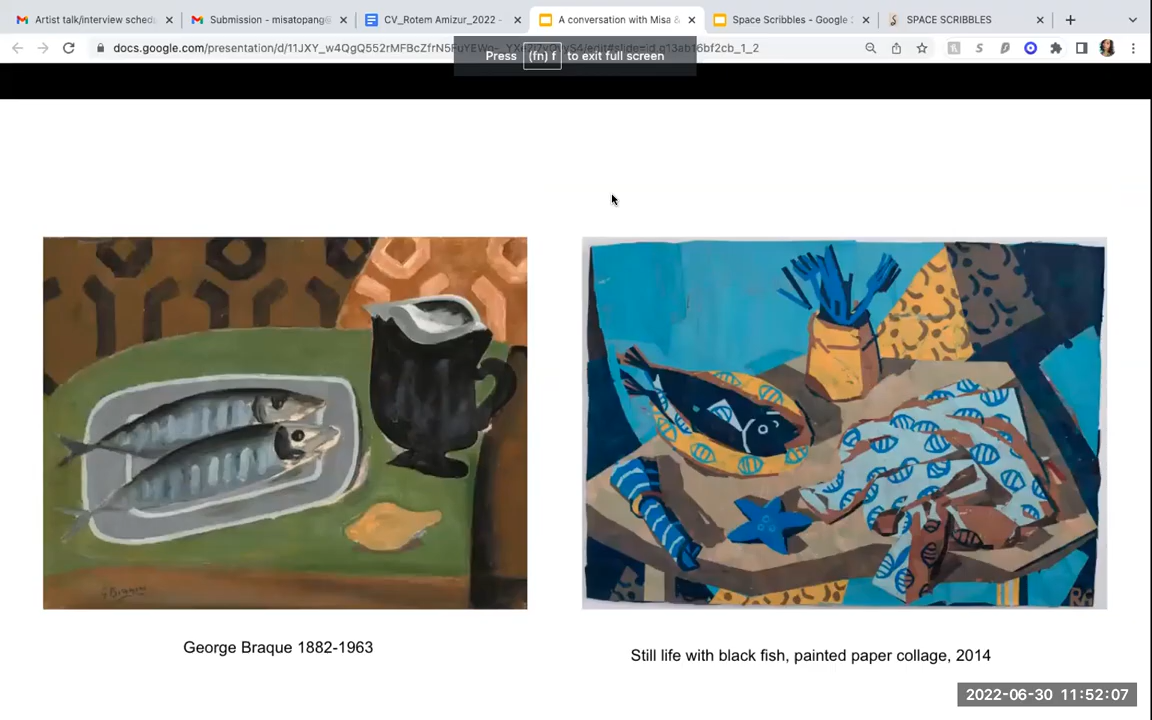 Artist talk/interview sched
Submission - misatopang@
CV_Rotem Amizur_2022 -
A conversation with Misa &
Space Scribbles - Google
SPACE SCRIBBLES
docs.google.com/presentation/d/11JXY_w4QgQ552rMFBcZfrN5
Press (fn) f to exit full screen
George Braque 1882-1963
Still life with black fish, painted paper collage, 2014
2022-06-30 11:52:07